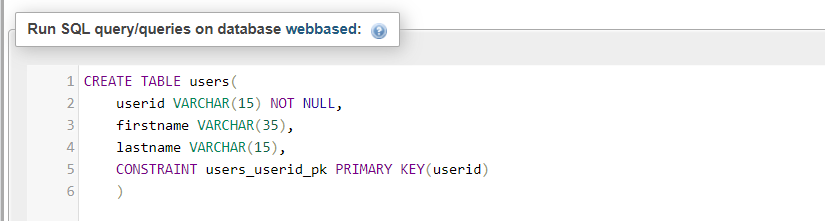 Run SQL query/queries on database webbased:
1 CREATE TABLE users(
2 userid VARCHAR(15) NOT NULL,
3 firstname VARCHAR(35),
4 lastname VARCHAR(15),
5 CONSTRAINT users_userid_pk PRIMARY KEY(userid)
6 )